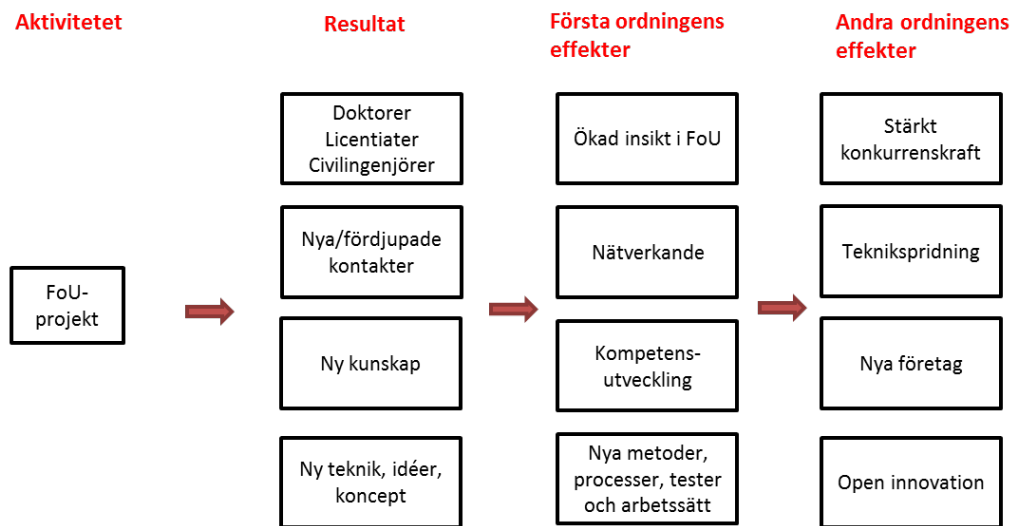 Aktivitetet
Resultat
Första ordningens
effekter
Andra ordningens
effekter
FoU-
projekt
Doktorer
Licentiater
Civilingenjörer
Nya/fördjupade
kontakter
Ny kunskap
Ny teknik, idéer,
koncept
Ökad insikt i FoU
Nätverkande
Kompetens-
utveckling
Nya metoder,
processer, tester
och arbetssätt
Stärkt
konkurrenskraft
Teknikspridning
Nya företag
Open innovation